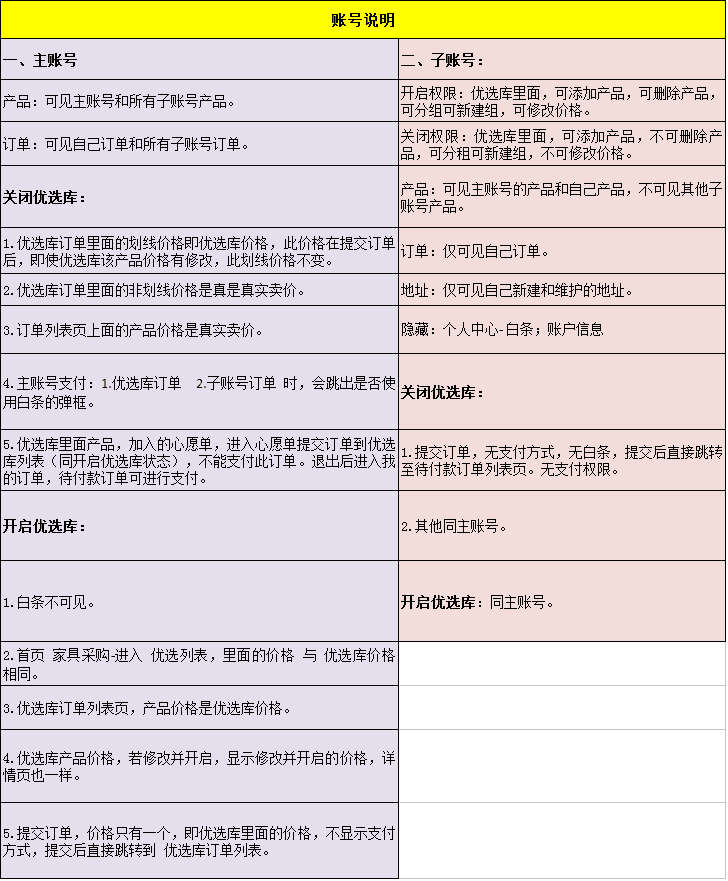 账号说明
一、主账号
产品：可见主账号和所有子账号产品。
订单：可见自己订单和所有子账号订单。
关闭优选库：
1.优选库订单里面的划线价格即优选库价格，此价格在提交订单
后，即使优选库该产品价格有修改，此划线价格不变。
2.优选库订单里面的非划线价格是真是真实卖价。
3.订单列表页上面的产品价格是真实卖价。
4.主账号支付：1.优选库订单 2.子账号订单 时，会跳出是否使
用白条的弹框。
5.优选库里面产品，加入的心愿单，进入心愿单提交订单到优选
库列表（同开启优选库状态），不能支付此订单。退出后进入我
的订单，待付款订单可进行支付。
开启优选库：
1.白条不可见。
2.首页 家具采购-进入 优选列表，里面的价格 与 优选库价格
相同。
3.优选库订单列表页，产品价格是优选库价格。
4.优选库产品价格，若修改并开启，显示修改并开启的价格，详
情页也一样。
5.提交订单，价格只有一个，即优选库里面的价格，不显示支付
方式，提交后直接跳转到 优选库订单列表。
二、子账号：
开启权限：优选库里面，可添加产品，可删除产品，
可分组可新建组，可修改价格。
关闭权限：优选库里面，可添加产品，不可删除产
品，可分租可新建组，不可修改价格。
产品：可见主账号的产品和自己产品，不可见其他子
账号产品。
订单：仅可见自己订单。
地址：仅可见自己新建和维护的地址。
隐藏：个人中心-白条；账户信息
关闭优选库：
1.提交订单，无支付方式，无白条，提交后直接跳转
至待付款订单列表页。无支付权限。
2.其他同主账号。
开启优选库：同主账号。